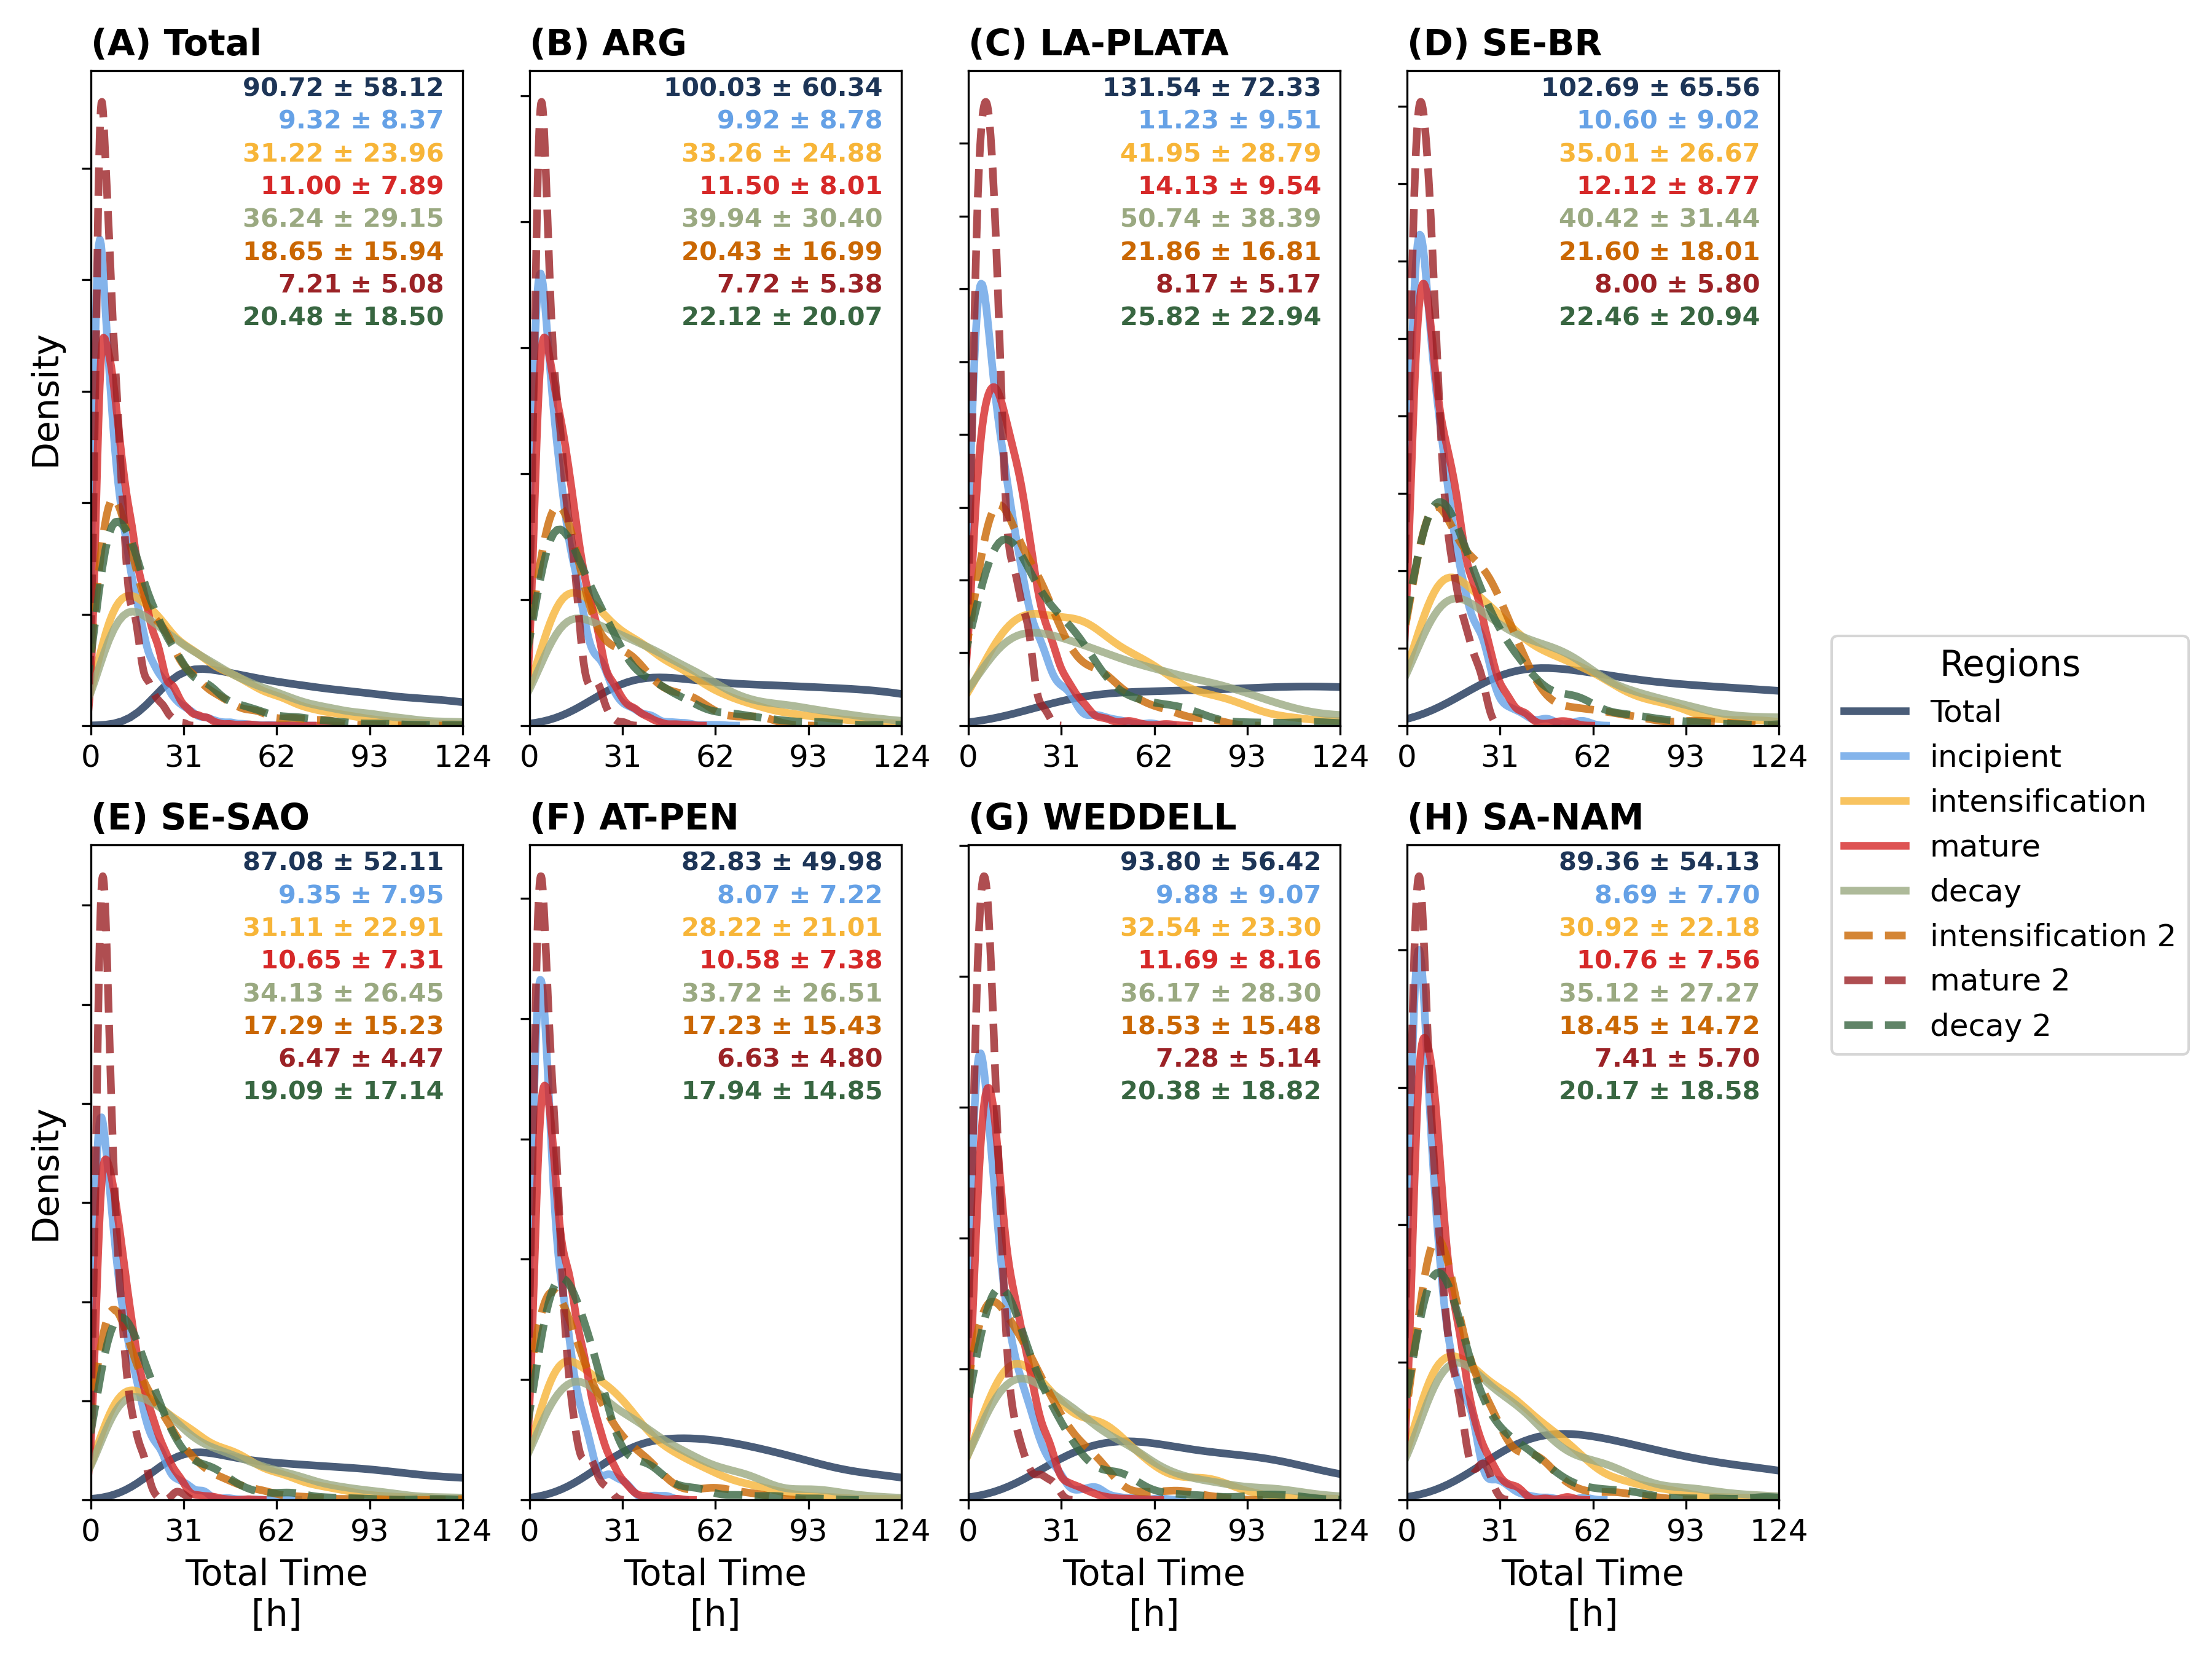 (A) Total
90.72 ± 58.12
9.32 ± 8.37
31.22 ± 23.96
11.00 ± 7.89
36.24 ± 29.15
18.65 ± 15.94
7.21 ± 5.08
20.48 ± 18.50
Density
0 31 62 93 124
(B) ARG
100.03 ± 60.34
9.92 ± 8.78
33.26 ± 24.88
11.50 ± 8.01
39.94 ± 30.40
20.43 ± 16.99
7.72 ± 5.38
22.12 ± 20.07
0 31 62 93 124
(C) LA-PLATA
131.54 ± 72.33
11.23 ± 9.51
41.95 ± 28.79
14.13 ± 9.54
50.74 ± 38.39
21.86 ± 16.81
8.17 ± 5.17
25.82 ± 22.94
0 31 62 93 124
(D) SE-BR
102.69 ± 65.56
10.60 ± 9.02
35.01 ± 26.67
12.12 ± 8.77
40.42 ± 31.44
21.60 ± 18.01
8.00 ± 5.80
22.46 ± 20.94
0 31 62 93 124
(E) SE-SAO
87.08 ± 52.11
9.35 ± 7.95
31.11 ± 22.91
10.65 ± 7.31
34.13 ± 26.45
17.29 ± 15.23
6.47 ± 4.47
19.09 ± 17.14
Density
0 31 62 93 124
Total Time
[h]
(F) AT-PEN
82.83 ± 49.98
8.07 ± 7.22
28.22 ± 21.01
10.58 ± 7.38
33.72 ± 26.51
17.23 ± 15.43
6.63 ± 4.80
17.94 ± 14.85
0 31 62 93 124
Total Time
[h]
(G) WEDDELL
93.80 ± 56.42
9.88 ± 9.07
32.54 ± 23.30
11.69 ± 8.16
36.17 ± 28.30
18.53 ± 15.48
7.28 ± 5.14
20.38 ± 18.82
0 31 62 93 124
Total Time
[h]
(H) SA-NAM
89.36 ± 54.13
8.69 ± 7.70
30.92 ± 22.18
10.76 ± 7.56
35.12 ± 27.27
18.45 ± 14.72
7.41 ± 5.70
20.17 ± 18.58
0 31 62 93 124
Total Time
[h]
Regions
Total
incipient
intensification
mature
decay
intensification 2
mature 2
decay 2